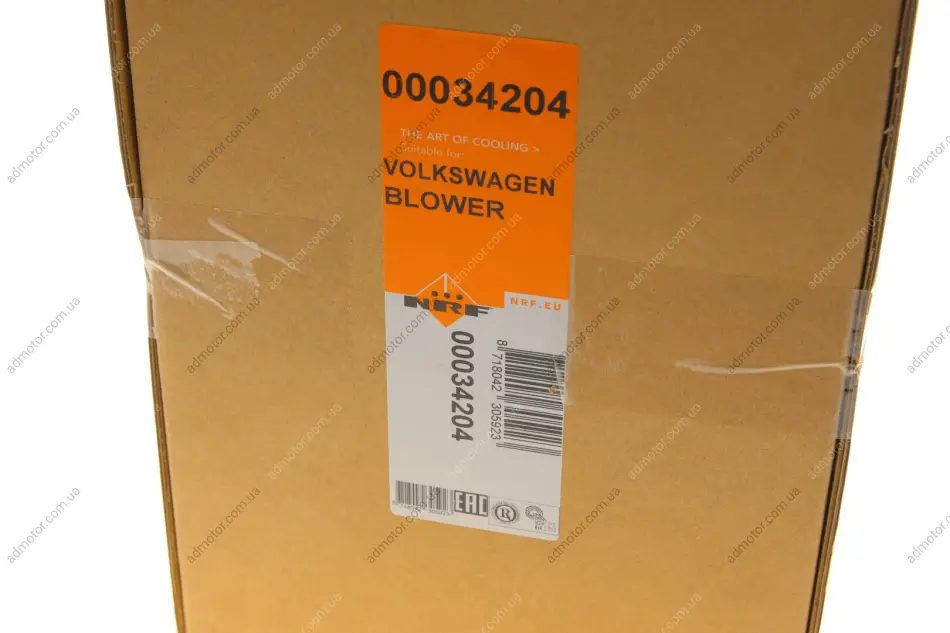 00034204
THE ART OF COOLING >
Suitable for:
VOLKSWAGEN
BLOWER
NRF
NRF.EU
00034204
8 718042 305923
EAC
R
admotor.com.ua